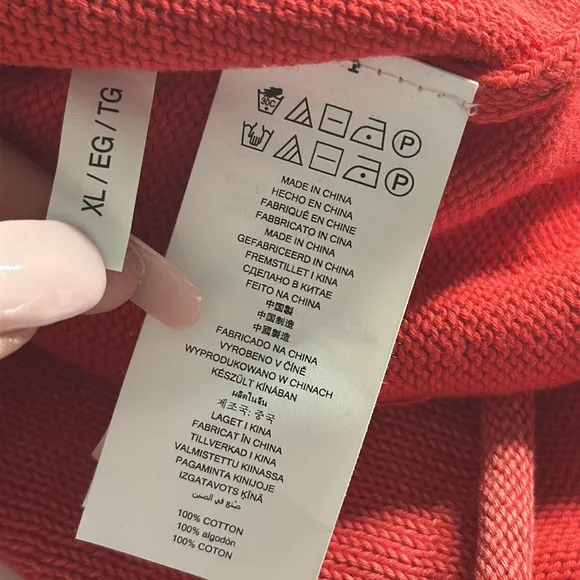 XL / EG / TG
30C
P
P
MADE IN CHINA
HECHO EN CHINA
FABRIQUÉ EN CHINE
FABBRICATO IN CINA
MADE IN CHINA
GEFABRICEERD IN CHINA
FREMSTILLET I KINA
СДЕЛАНО В КИТАЕ
FEITO NA CHINA
中国製
中国制造
中國製造
FABRICADO NA CHINA
VYROBENO V ČÍNĚ
WYPRODUKOWANO W CHINACH
KÉSZÜLT KÍNÁBAN
ผลิตในจีน
제조국: 중국
LAGET I KINA
FABRICAT ÎN CHINA
TILLVERKAD I KINA
VALMISTETTU KIINASSA
PAGAMINTA KINIJOJE
IZGATAVOTS ĶĪNĀ
صُنع في الصين
100% COTTON
100% algodón
100% COTON